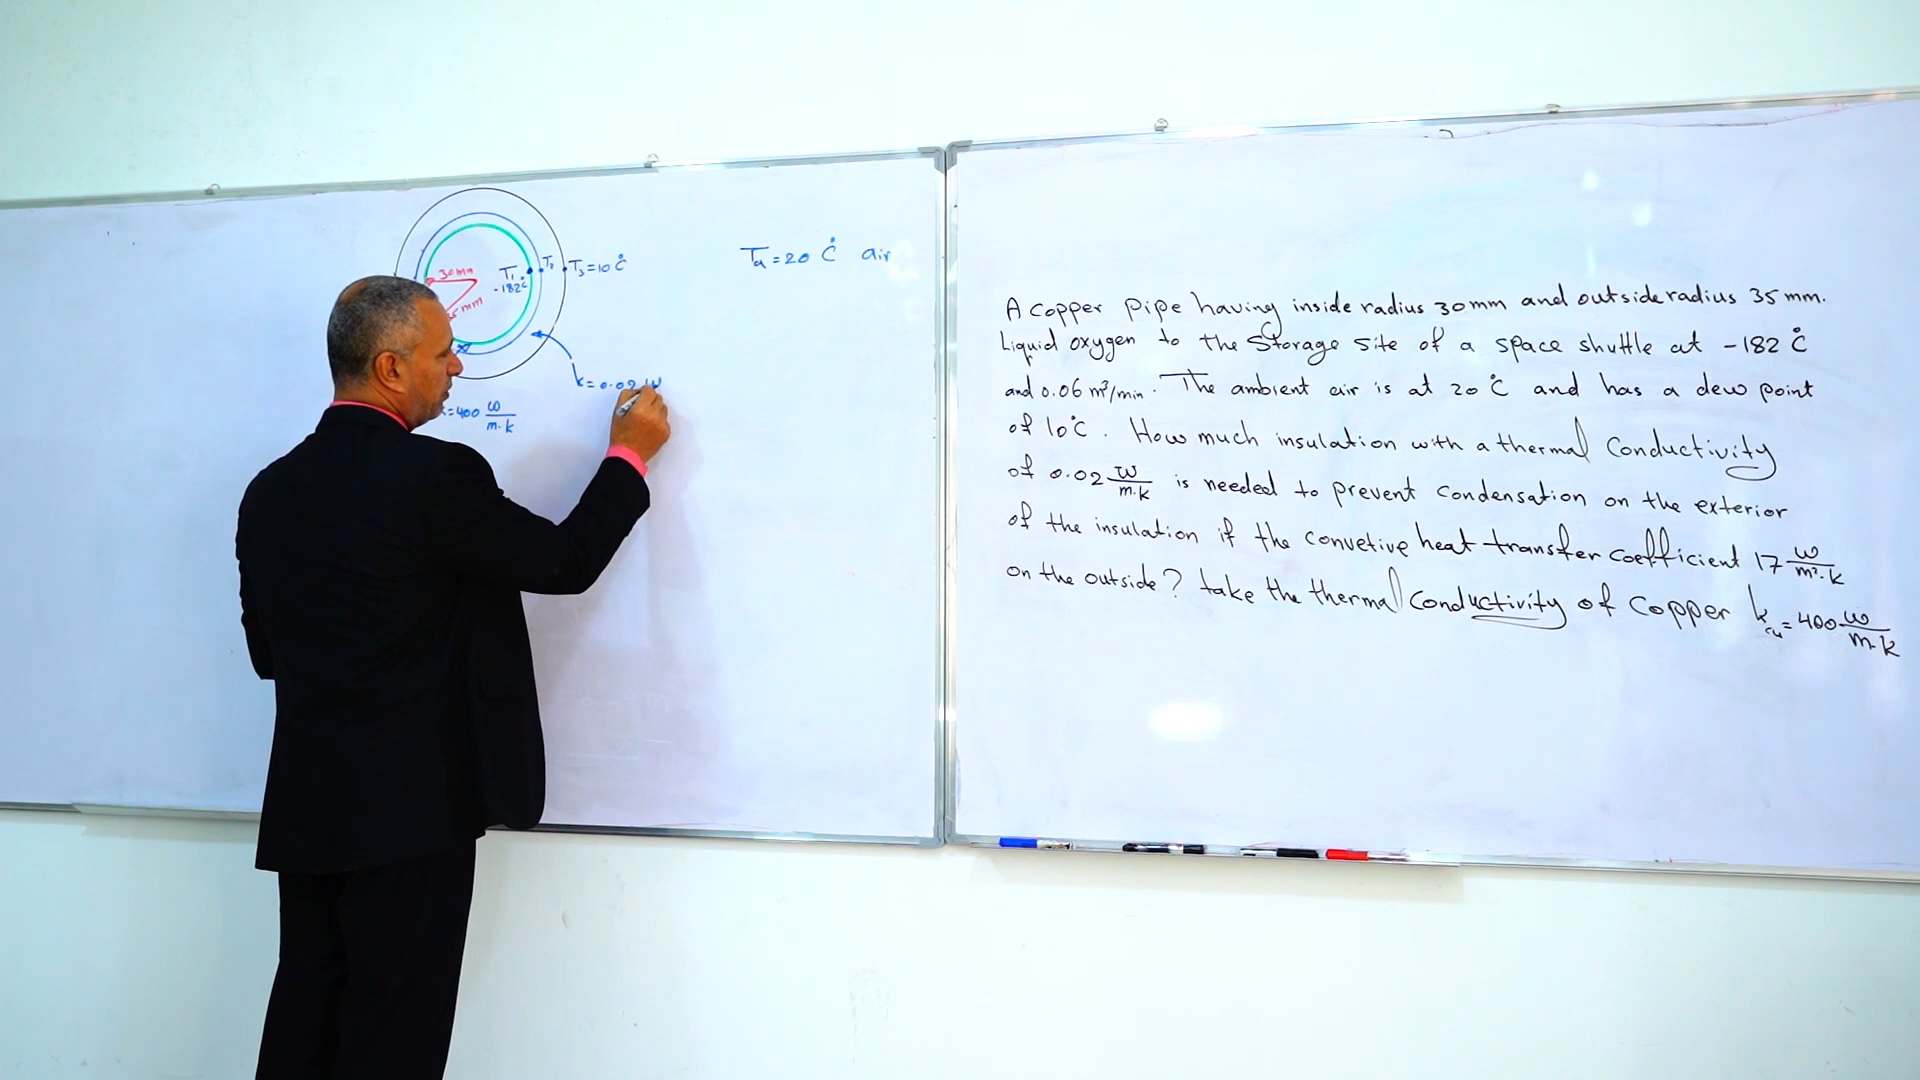 30mm
35 mm
T₁
-182°C
T₂
T₃=10°C
Ta=20°C air
k=0.02 W
=400 W/m.k
A copper pipe having inside radius 30mm and outside radius 35 mm.
Liquid oxygen to the storage site of a space shuttle at -182°C
and 0.06 m³/min. The ambient air is at 20°C and has a dew point
of 10°C. How much insulation with a thermal conductivity
of 0.02 W/m.k is needed to prevent condensation on the exterior
of the insulation if the convetive heat transfer coefficient 17 W/m².k
on the outside? take the thermal conductivity of copper kcu=400 W/m.k